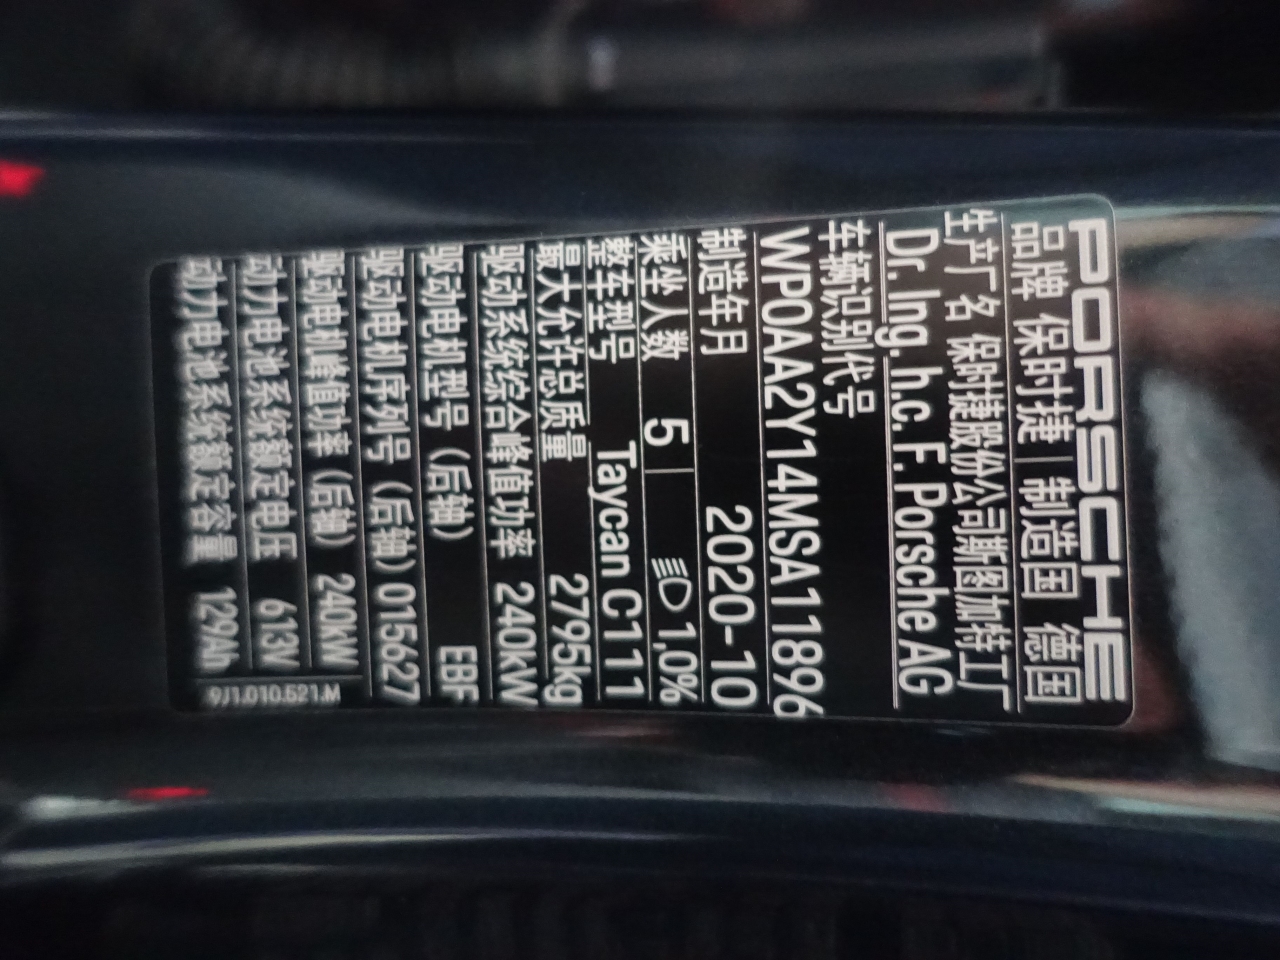 PORSCHE
品牌 保时捷 制造国 德国
生产厂名 保时捷股份公司斯图加特工厂
Dr. Ing. h.c. F. Porsche AG
车辆识别代号
WP0AA2Y14MSA11896
制造年月 2020-10
乘坐人数 5 1,0%
整车型号 Taycan C111
最大允许总质量 2795kg
驱动系统综合峰值功率 240kW
驱动电机型号（后轴） EBF
驱动电机序列号（后轴）015627
驱动电机峰值功率（后轴） 240kW
动力电池系统额定电压 613V
动力电池系统额定容量 129Ah
9J1.010.521.M